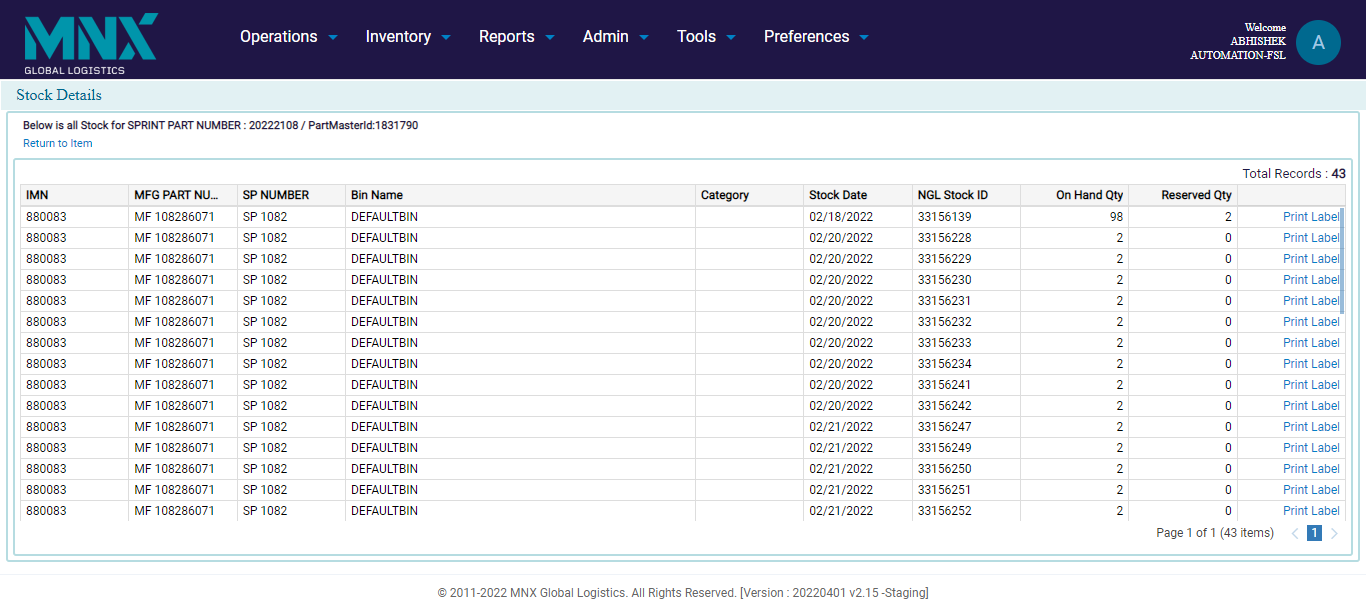 MNX
GLOBAL LOGISTICS
Operations Inventory Reports Admin Tools Preferences
Welcome
ABHISHEK
AUTOMATION-FSL
A
Stock Details
Below is all Stock for SPRINT PART NUMBER : 20222108 / PartMasterId:1831790
Return to Item
Total Records : 43
IMN MFG PART NU... SP NUMBER Bin Name Category Stock Date NGL Stock ID On Hand Qty Reserved Qty
880083 MF 108286071 SP 1082 DEFAULTBIN 02/18/2022 33156139 98 2 Print Label
880083 MF 108286071 SP 1082 DEFAULTBIN 02/20/2022 33156228 2 0 Print Label
880083 MF 108286071 SP 1082 DEFAULTBIN 02/20/2022 33156229 2 0 Print Label
880083 MF 108286071 SP 1082 DEFAULTBIN 02/20/2022 33156230 2 0 Print Label
880083 MF 108286071 SP 1082 DEFAULTBIN 02/20/2022 33156231 2 0 Print Label
880083 MF 108286071 SP 1082 DEFAULTBIN 02/20/2022 33156232 2 0 Print Label
880083 MF 108286071 SP 1082 DEFAULTBIN 02/20/2022 33156233 2 0 Print Label
880083 MF 108286071 SP 1082 DEFAULTBIN 02/20/2022 33156234 2 0 Print Label
880083 MF 108286071 SP 1082 DEFAULTBIN 02/20/2022 33156241 2 0 Print Label
880083 MF 108286071 SP 1082 DEFAULTBIN 02/20/2022 33156242 2 0 Print Label
880083 MF 108286071 SP 1082 DEFAULTBIN 02/21/2022 33156247 2 0 Print Label
880083 MF 108286071 SP 1082 DEFAULTBIN 02/21/2022 33156249 2 0 Print Label
880083 MF 108286071 SP 1082 DEFAULTBIN 02/21/2022 33156250 2 0 Print Label
880083 MF 108286071 SP 1082 DEFAULTBIN 02/21/2022 33156251 2 0 Print Label
880083 MF 108286071 SP 1082 DEFAULTBIN 02/21/2022 33156252 2 0 Print Label
Page 1 of 1 (43 items) 1
© 2011-2022 MNX Global Logistics. All Rights Reserved. [Version : 20220401 v2.15 -Staging]